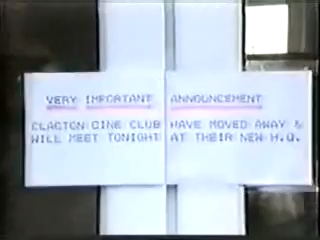 VERY IMPORTANT ANNOUNCEMENT
CLACTON CINE CLUB HAVE MOVED AWAY &
WILL MEET TONIGHT AT THEIR NEW H.Q.